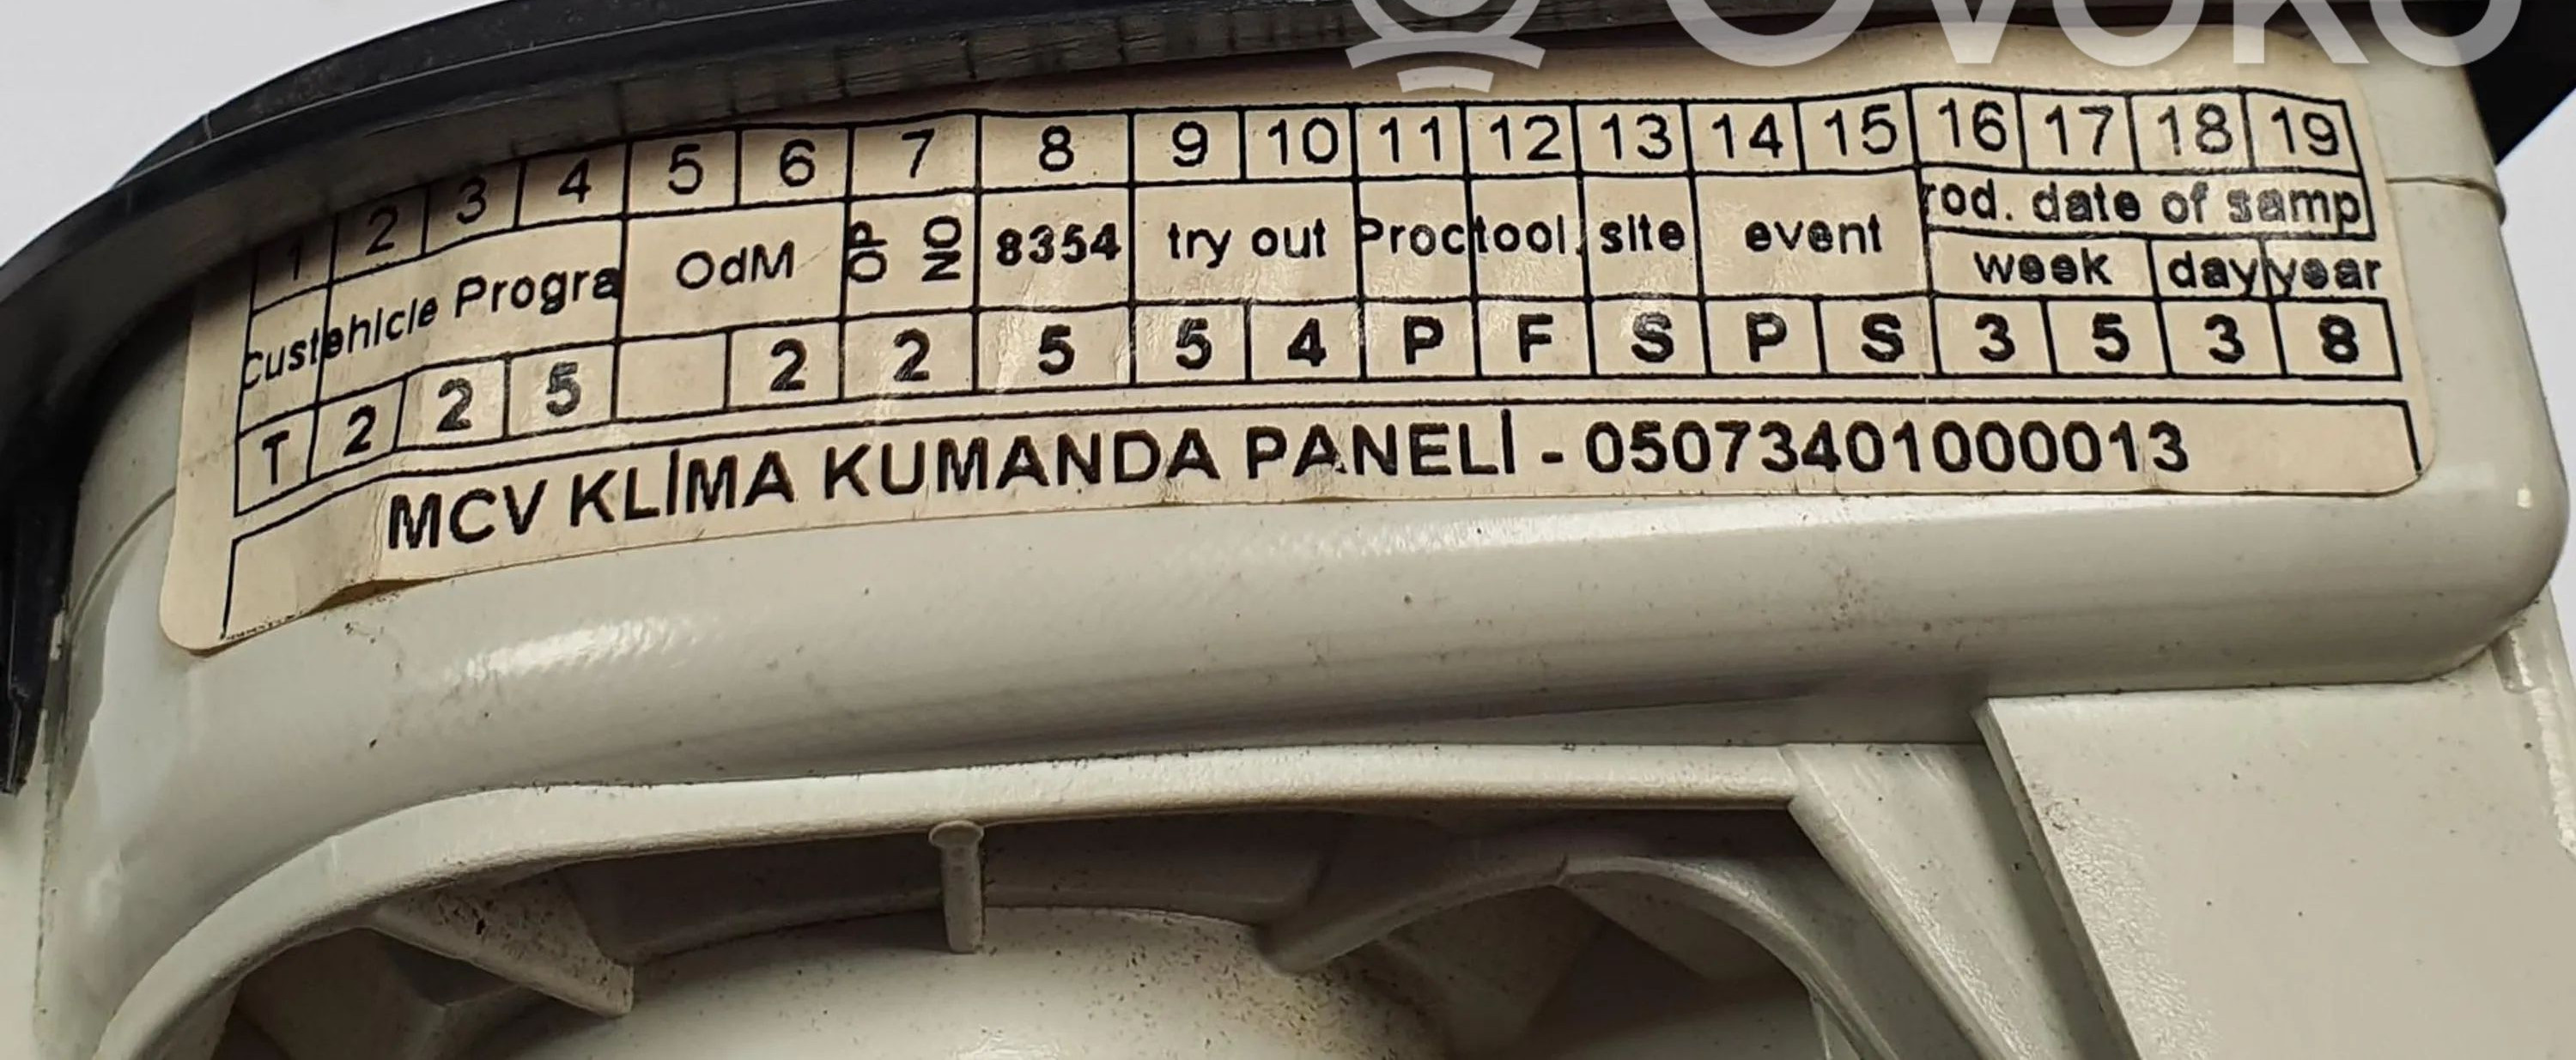 OVOKO
1 2 3 4 5 6 7 8 9 10 11 12 13 14 15 16 17 18 19
Cust ehicle Progra OdM OP NO 8354 try out Proc tool. site event rod. date of samp
week day year
T 2 2 5 2 2 5 5 4 P F S P S 3 5 3 8
MCV KLİMA KUMANDA PANELİ - 05073401000013